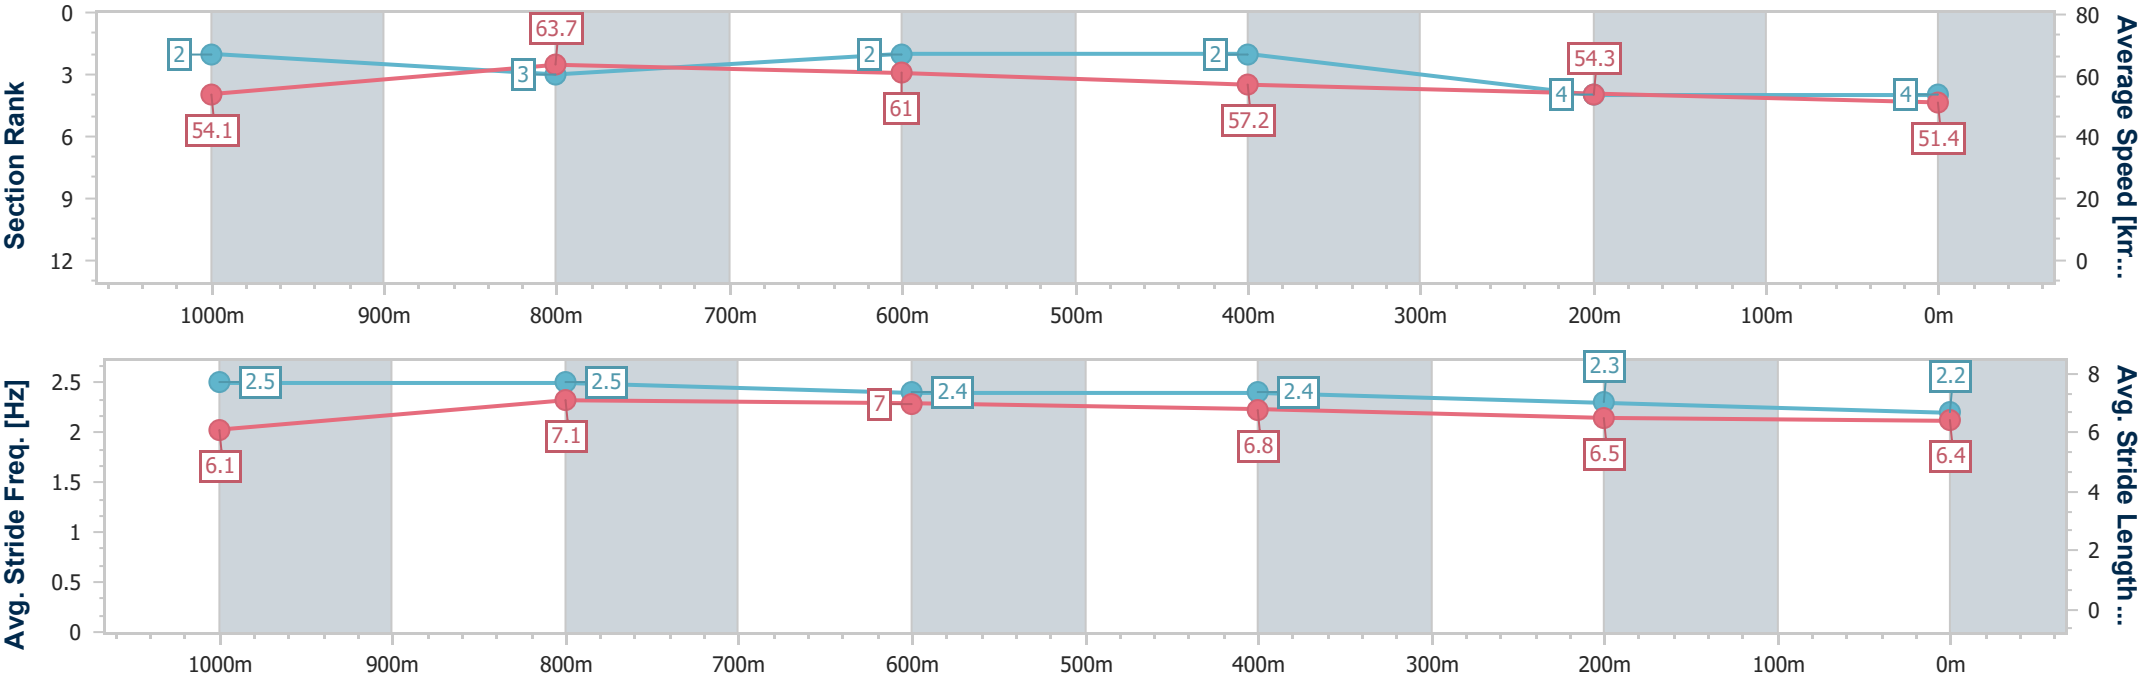 Section Rank
0
3
6
9
12
80
60
40
20
0
Average Speed [km...
2
3
2
2
4
4
54.1
63.7
61
57.2
54.3
51.4
1000m
900m
800m
700m
600m
500m
400m
300m
200m
100m
0m
Avg. Stride Freq. [Hz]
2.5
2
1.5
1
0.5
0
8
6
4
2
0
Avg. Stride Length...
2.5
2.5
2.4
2.4
2.3
2.2
6.1
7.1
7
6.8
6.5
6.4
1000m
900m
800m
700m
600m
500m
400m
300m
200m
100m
0m